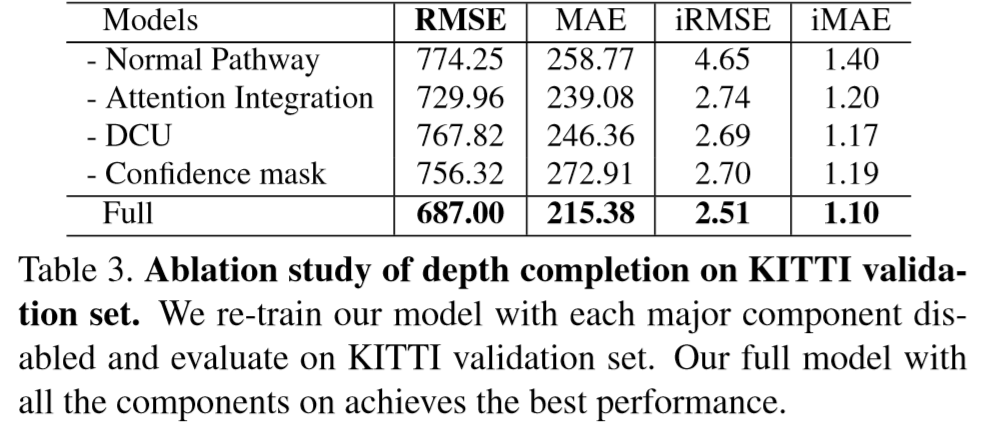 Models RMSE MAE iRMSE iMAE
- Normal Pathway 774.25 258.77 4.65 1.40
- Attention Integration 729.96 239.08 2.74 1.20
- DCU 767.82 246.36 2.69 1.17
- Confidence mask 756.32 272.91 2.70 1.19
Full 687.00 215.38 2.51 1.10
Table 3. Ablation study of depth completion on KITTI valida-
tion set. We re-train our model with each major component dis-
abled and evaluate on KITTI validation set. Our full model with
all the components on achieves the best performance.